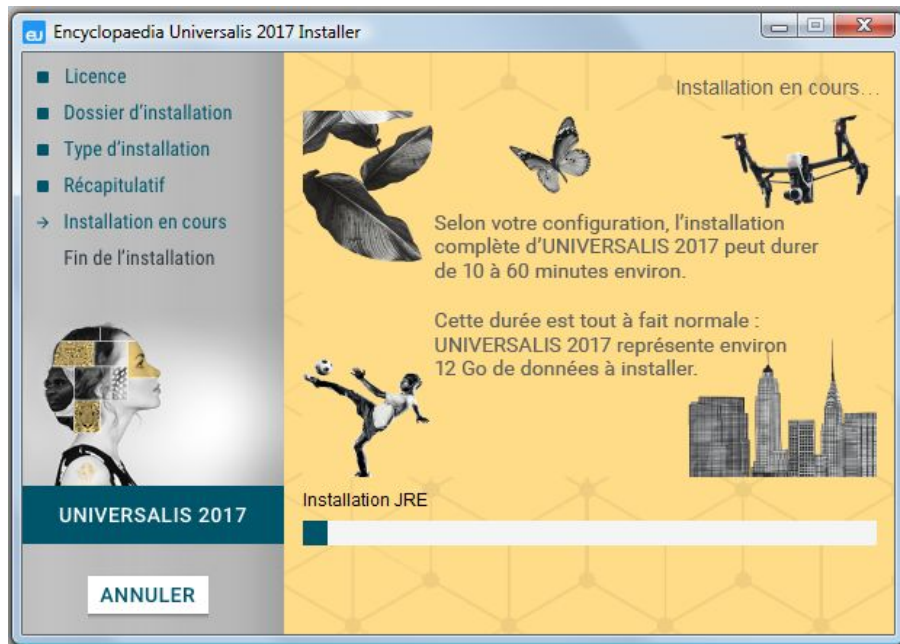 eu Encyclopaedia Universalis 2017 Installer
Licence
Dossier d'installation
Type d'installation
Récapitulatif
→ Installation en cours
Fin de l'installation
UNIVERSALIS 2017
ANNULER
Installation en cours...
Selon votre configuration, l'installation
complète d'UNIVERSALIS 2017 peut durer
de 10 à 60 minutes environ.
Cette durée est tout à fait normale :
UNIVERSALIS 2017 représente environ
12 Go de données à installer.
Installation JRE